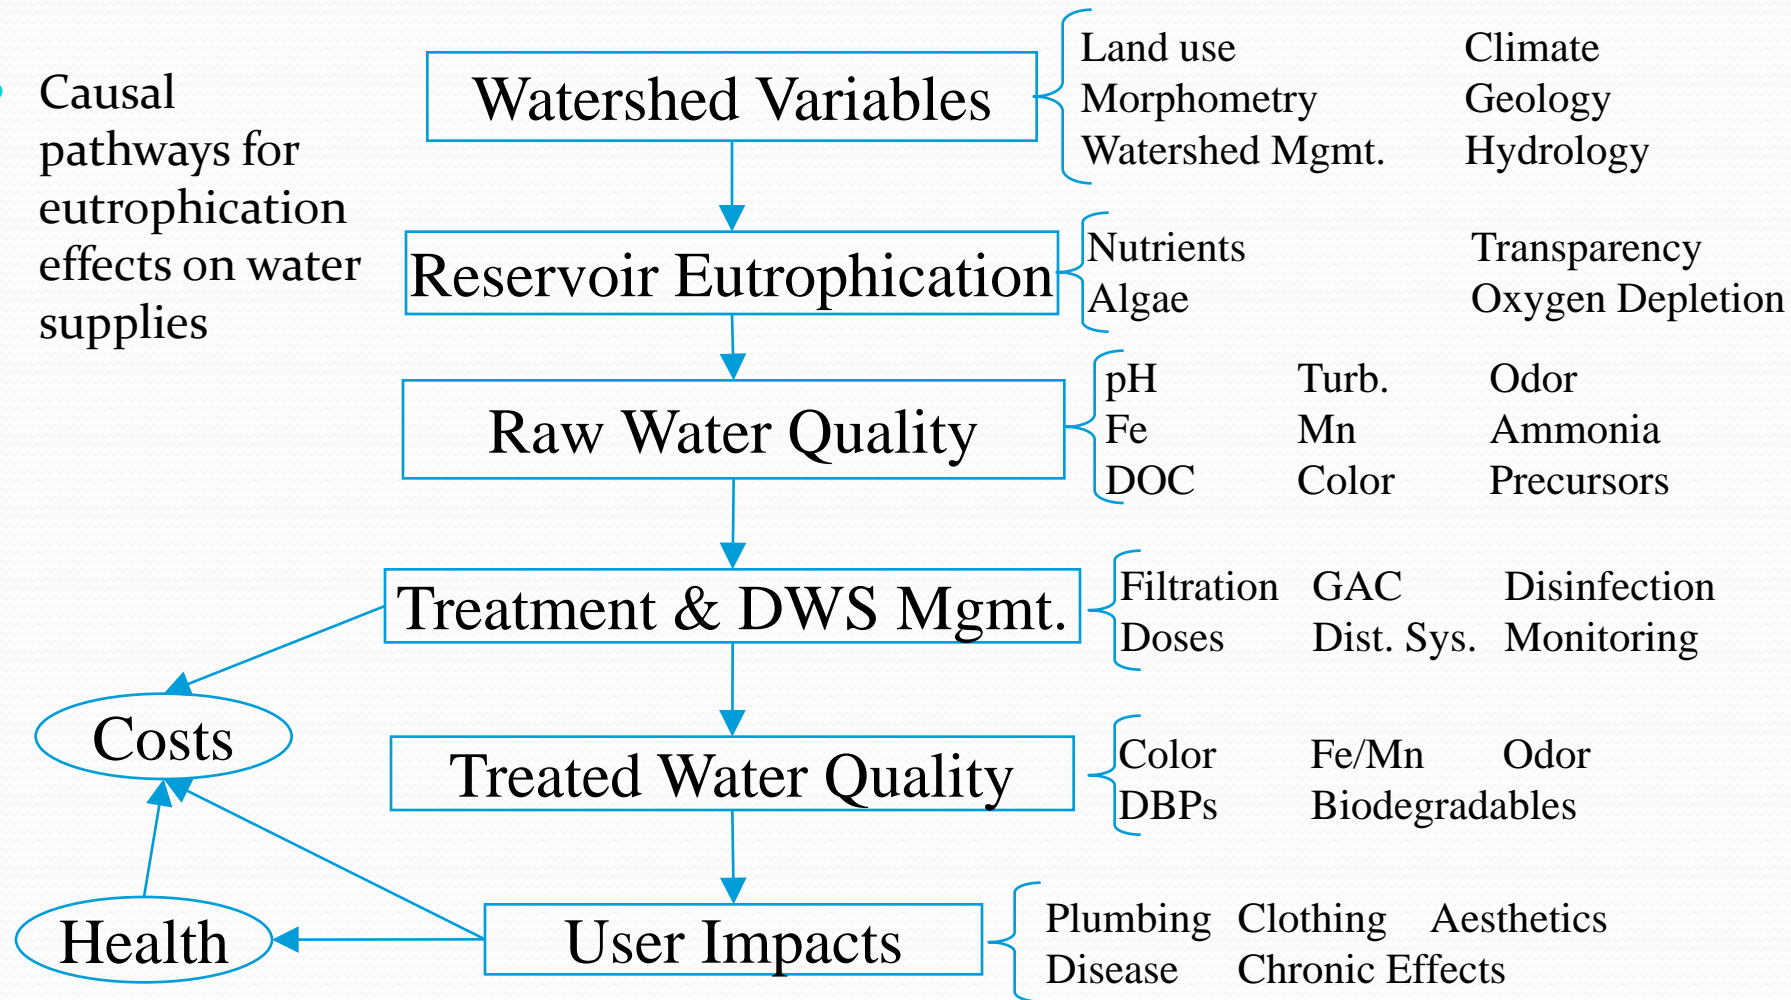 Causal
pathways for
eutrophication
effects on water
supplies
Watershed Variables
Land use Climate
Morphometry Geology
Watershed Mgmt. Hydrology
Reservoir Eutrophication
Nutrients Transparency
Algae Oxygen Depletion
Raw Water Quality
pH Turb. Odor
Fe Mn Ammonia
DOC Color Precursors
Treatment & DWS Mgmt.
Filtration GAC Disinfection
Doses Dist. Sys. Monitoring
Costs
Treated Water Quality
Color Fe/Mn Odor
DBPs Biodegradables
Health
User Impacts
Plumbing Clothing Aesthetics
Disease Chronic Effects